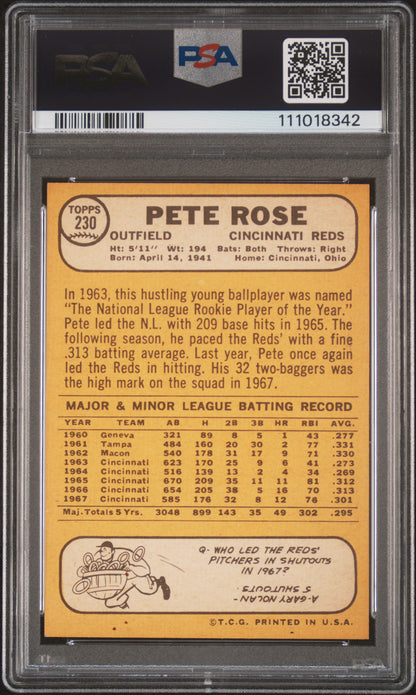 PSA
PSA
111018342
TOPPS
230
PETE ROSE
OUTFIELD CINCINNATI REDS
Ht: 5'11" Wt: 194 Bats: Both Throws: Right
Born: April 14, 1941 Home: Cincinnati, Ohio
In 1963, this hustling young ballplayer was named
"The National League Rookie Player of the Year."
Pete led the N.L. with 209 base hits in 1965. The
following season, he paced the Reds' with a fine
.313 batting average. Last year, Pete once again
led the Reds in hitting. His 32 two-baggers was
the high mark on the squad in 1967.
MAJOR & MINOR LEAGUE BATTING RECORD
YEAR TEAM AB H 2B 3B HR RBI AVG.
1960 Geneva 321 89 8 5 1 43 .277
1961 Tampa 484 160 20 30 2 77 .331
1962 Macon 540 178 31 17 9 71 .330
1963 Cincinnati 623 170 25 9 6 41 .273
1964 Cincinnati 516 139 13 2 4 34 .269
1965 Cincinnati 670 209 35 11 11 81 .312
1966 Cincinnati 654 205 38 5 16 70 .313
1967 Cincinnati 585 176 32 8 12 76 .301
Maj. Totals 5 Yrs. 3048 899 143 35 49 302 .295
Q- WHO LED THE REDS'
PITCHERS IN SHUTOUTS
IN 1967?
A-GARY NOLAN-
5 SHUTOUTS
©T.C.G. PRINTED IN U.S.A.